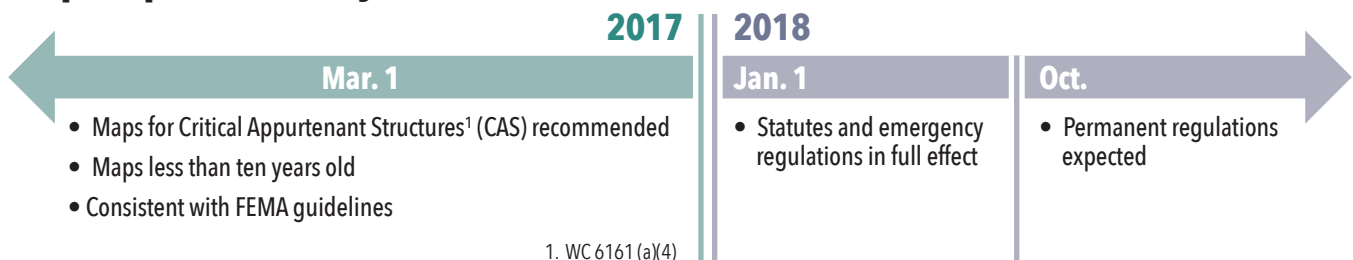 2017 2018
Mar. 1 Jan. 1 Oct.
• Maps for Critical Appurtenant Structures¹ (CAS) recommended
• Maps less than ten years old
• Consistent with FEMA guidelines
1. WC 6161 (a)(4)
• Statutes and emergency
regulations in full effect
• Permanent regulations
expected